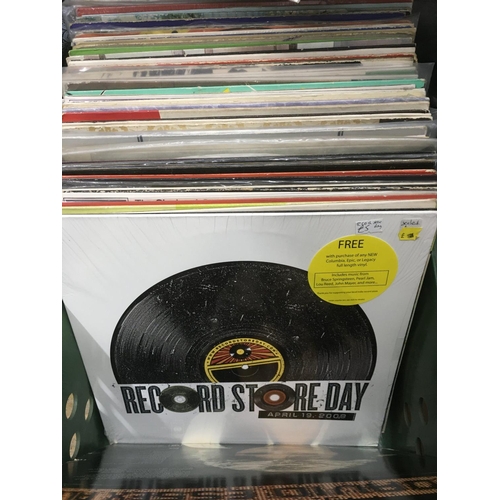 FREE
with purchase of any NEW
Columbia, Epic, or Legacy
full-length vinyl
Includes music from
Bruce Springsteen, Pearl Jam,
Lou Reed, John Mayer, and more...
RECORD STORE DAY
APRIL 19, 2008